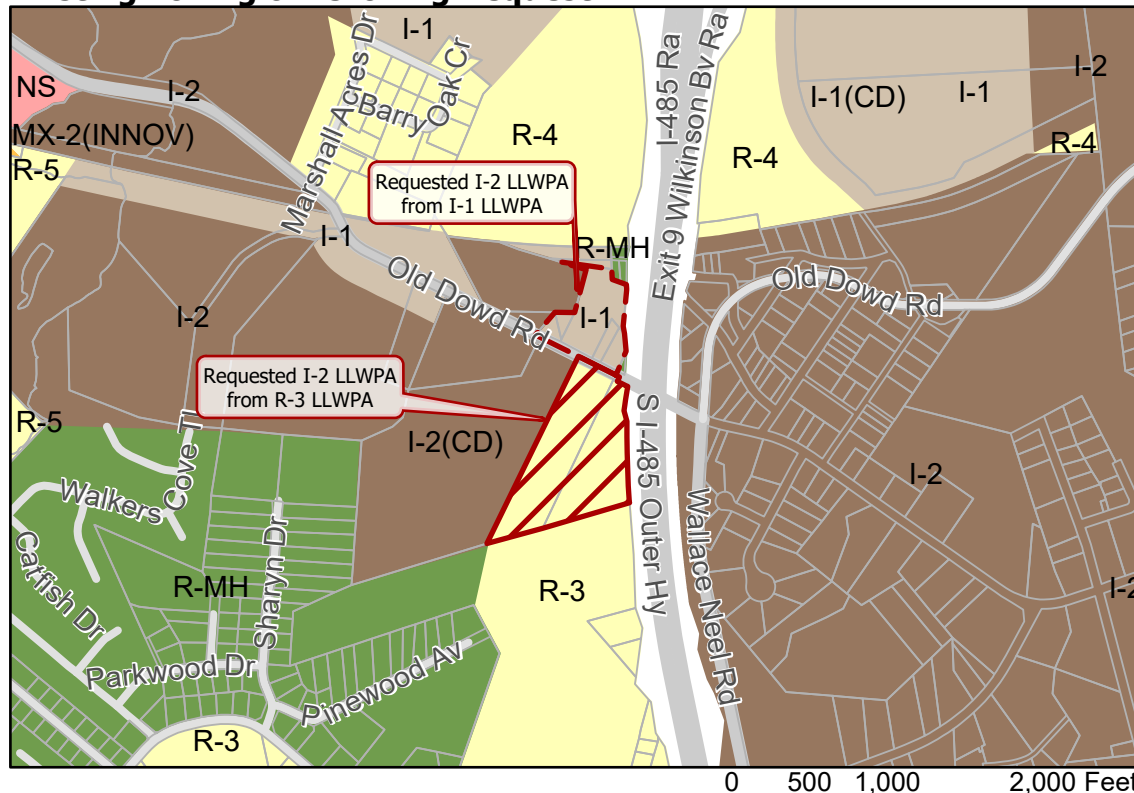 I-1
I-2
NS
I-2
Marshall Acres Dr
Barry Oak Cr
I-485 Ra
Exit 9 Wilkinson Bv Ra
I-1(CD)
I-1
MX-2(INNOV)
R-4
R-4
R-4
R-5
Requested I-2 LLWPA
from I-1 LLWPA
I-1
R-MH
Old Dowd Rd
Old Dowd Rd
I-2
I-1
Requested I-2 LLWPA
from R-3 LLWPA
R-5
I-2(CD)
S I-485 Outer Hy
I-2
Walkers Cove Tl
Wallace Neel Rd
Catfish Dr
R-MH
Sharyn Dr
R-3
I-2
Parkwood Dr
Pinewood Av
R-3
0 500 1,000 2,000 Feet